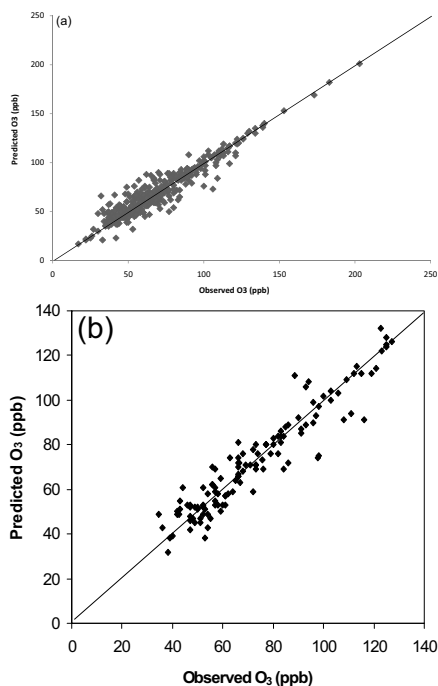 (a)
250
200
150
100
50
0
Predicted O3 (ppb)
0 50 100 150 200 250
Observed O3 (ppb)
(b)
140
120
100
80
60
40
20
0
Predicted O3 (ppb)
0 20 40 60 80 100 120 140
Observed O3 (ppb)